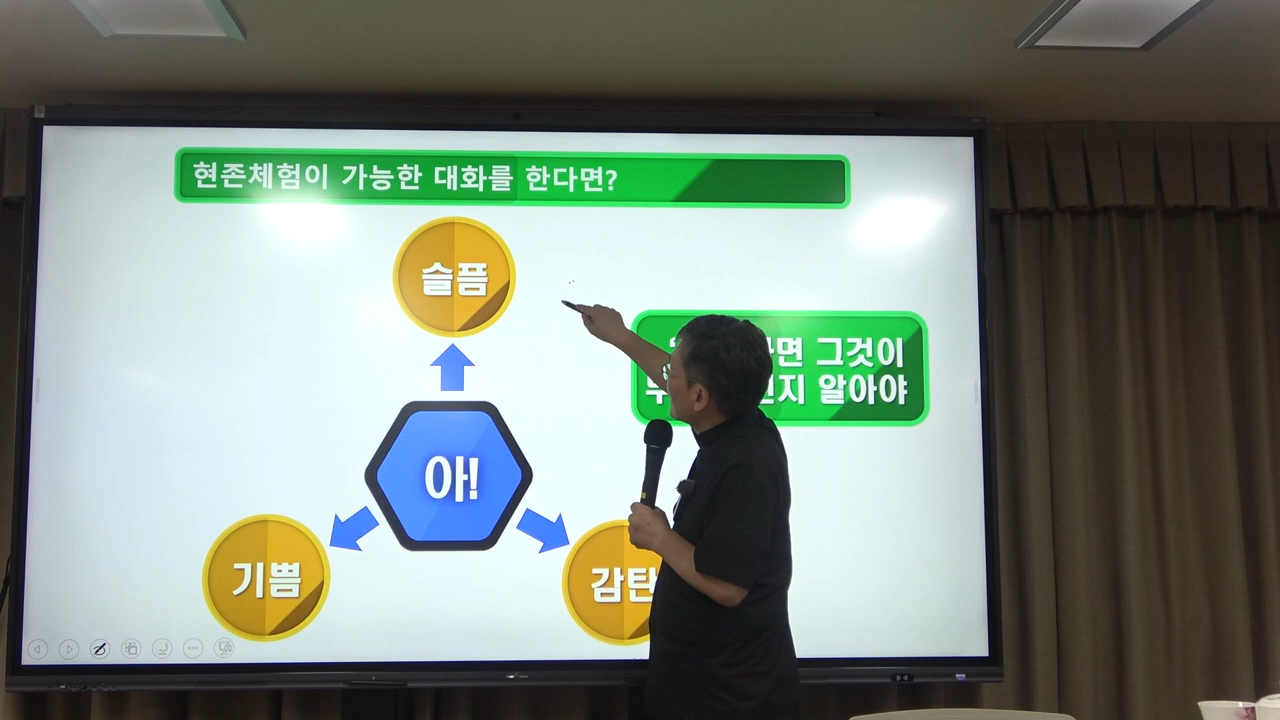 현존체험이 가능한 대화를 한다면?
슬픔
면 그것이
지 알아야
아!
기쁨
감탄